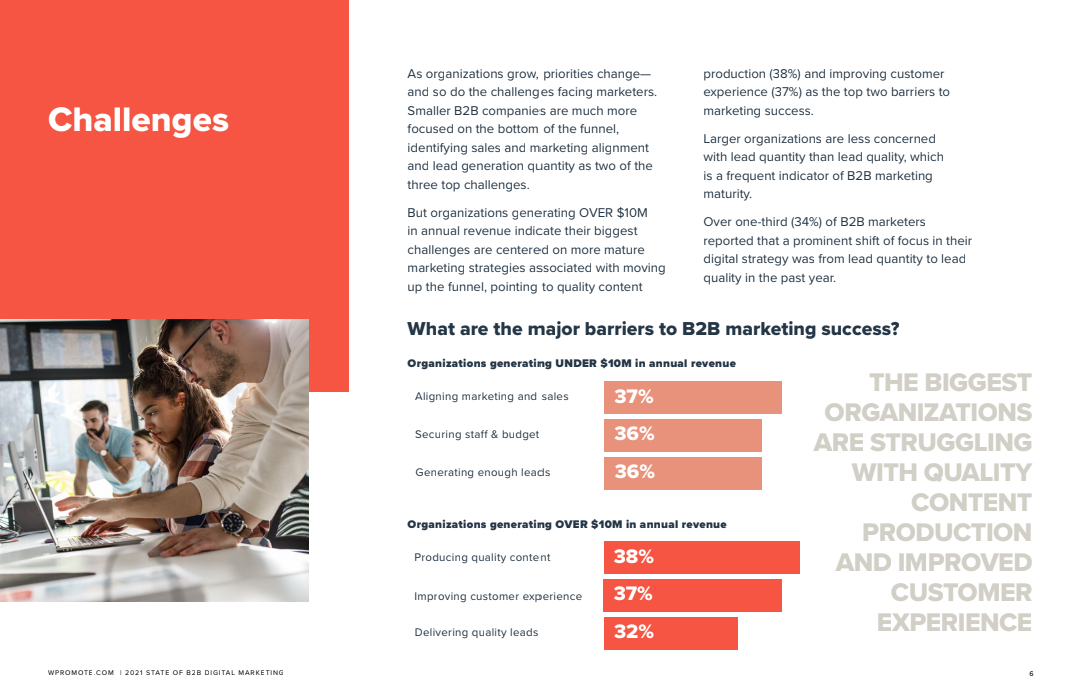 Challenges
As organizations grow, priorities change—
and so do the challenges facing marketers.
Smaller B2B companies are much more
focused on the bottom of the funnel,
identifying sales and marketing alignment
and lead generation quantity as two of the
three top challenges.
But organizations generating OVER $10M
in annual revenue indicate their biggest
challenges are centered on more mature
marketing strategies associated with moving
up the funnel, pointing to quality content
production (38%) and improving customer
experience (37%) as the top two barriers to
marketing success.
Larger organizations are less concerned
with lead quantity than lead quality, which
is a frequent indicator of B2B marketing
maturity.
Over one-third (34%) of B2B marketers
reported that a prominent shift of focus in their
digital strategy was from lead quantity to lead
quality in the past year.
What are the major barriers to B2B marketing success?
Organizations generating UNDER $10M in annual revenue
Aligning marketing and sales 37%
Securing staff & budget 36%
Generating enough leads 36%
Organizations generating OVER $10M in annual revenue
Producing quality content 38%
Improving customer experience 37%
Delivering quality leads 32%
THE BIGGEST
ORGANIZATIONS
ARE STRUGGLING
WITH QUALITY
CONTENT
PRODUCTION
AND IMPROVED
CUSTOMER
EXPERIENCE
WPROMOTE.COM | 2021 STATE OF B2B DIGITAL MARKETING
6